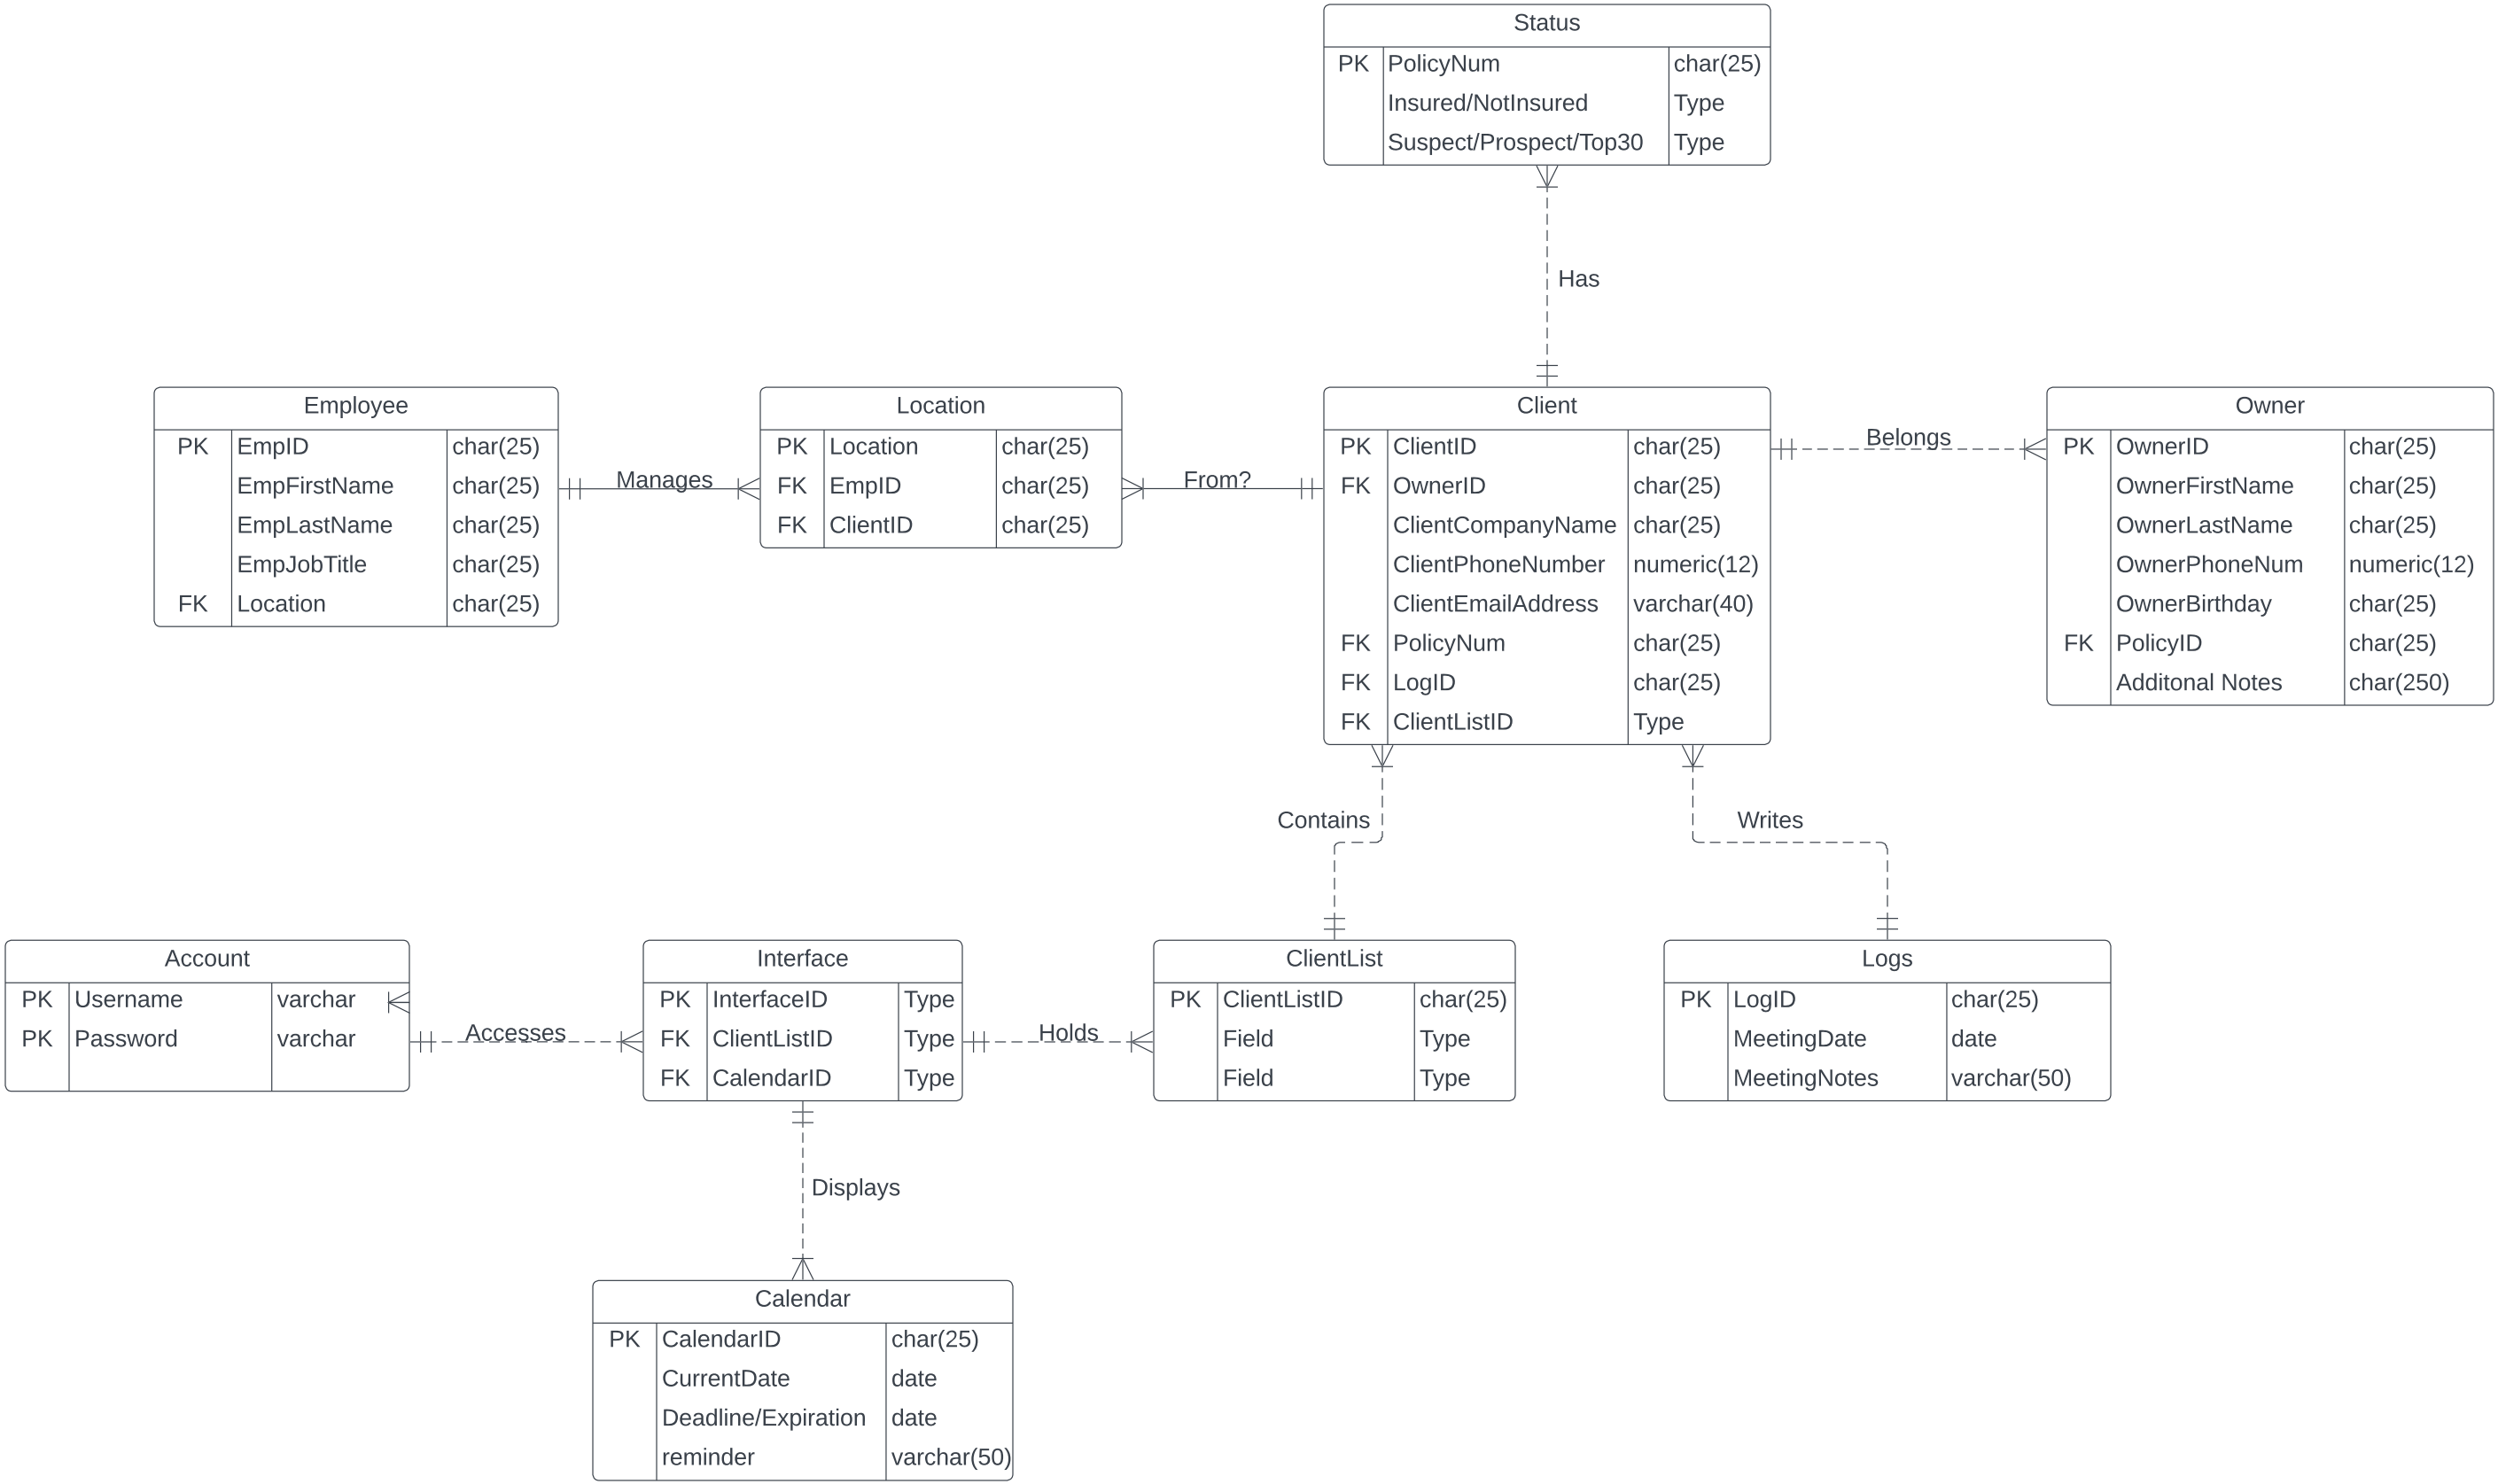 Status
PK PolicyNum char(25)
Insured/NotInsured Type
Suspect/Prospect/Top30 Type
Has
Employee
PK EmpID char(25)
EmpFirstName char(25)
EmpLastName char(25)
EmpJobTitle char(25)
FK Location char(25)
Manages
Location
PK Location char(25)
FK EmpID char(25)
FK ClientID char(25)
From?
Client
PK ClientID char(25)
FK OwnerID char(25)
ClientCompanyName char(25)
ClientPhoneNumber numeric(12)
ClientEmailAddress varchar(40)
FK PolicyNum char(25)
FK LogID char(25)
FK ClientListID Type
Belongs
Owner
PK OwnerID char(25)
OwnerFirstName char(25)
OwnerLastName char(25)
OwnerPhoneNum numeric(12)
OwnerBirthday char(25)
FK PolicyID char(25)
Additonal Notes char(250)
Contains
Writes
Account
PK Username varchar
PK Password varchar
Accesses
Interface
PK InterfaceID Type
FK ClientListID Type
FK CalendarID Type
Holds
ClientList
PK ClientListID char(25)
Field Type
Field Type
Logs
PK LogID char(25)
MeetingDate date
MeetingNotes varchar(50)
Displays
Calendar
PK CalendarID char(25)
CurrentDate date
Deadline/Expiration date
reminder varchar(50)